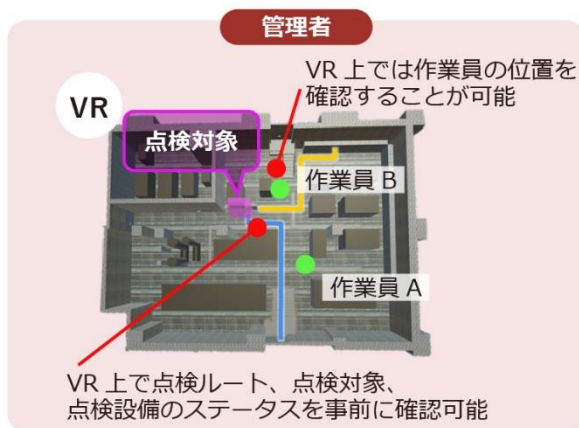 管理者
VR 上では作業員の位置を
確認することが可能
VR
点検対象
作業員 B
作業員 A
VR 上で点検ルート、点検対象、
点検設備のステータスを事前に確認可能